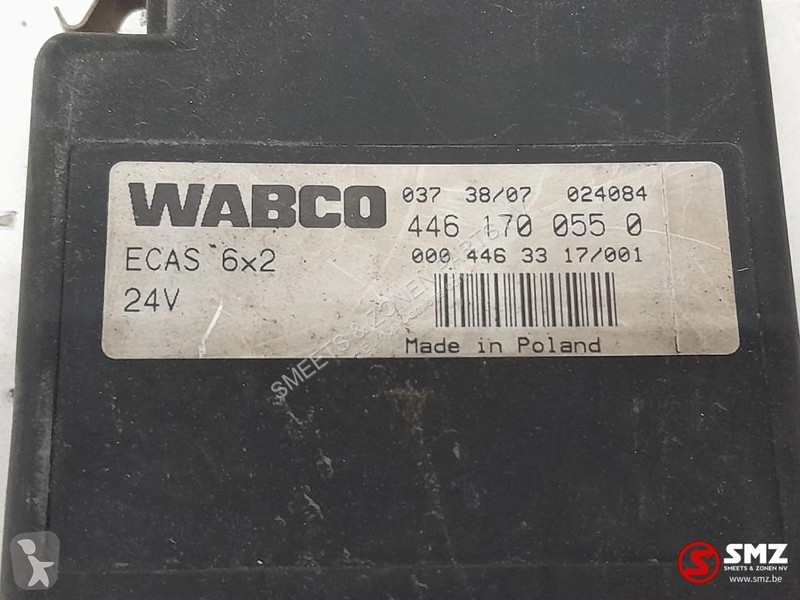 WABCO
037 38/07 024084
446 170 055 0
ECAS 6x2
000 446 33 17/001
24V
Made in Poland
SMEETS & ZONEN PARTS
SMZ
SMEETS & ZONEN NV
www.smz.be